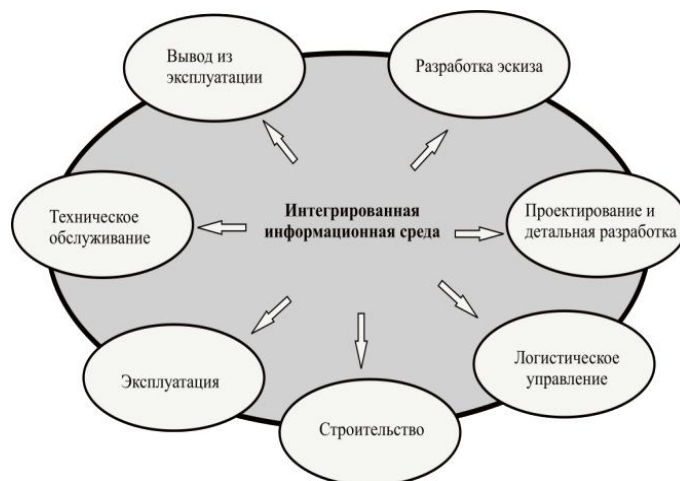 Вывод из
эксплуатации
Разработка эскиза
Техническое
обслуживание
Интегрированная
информационная среда
Проектирование и
детальная разработка
Эксплуатация
Логистическое
управление
Строительство